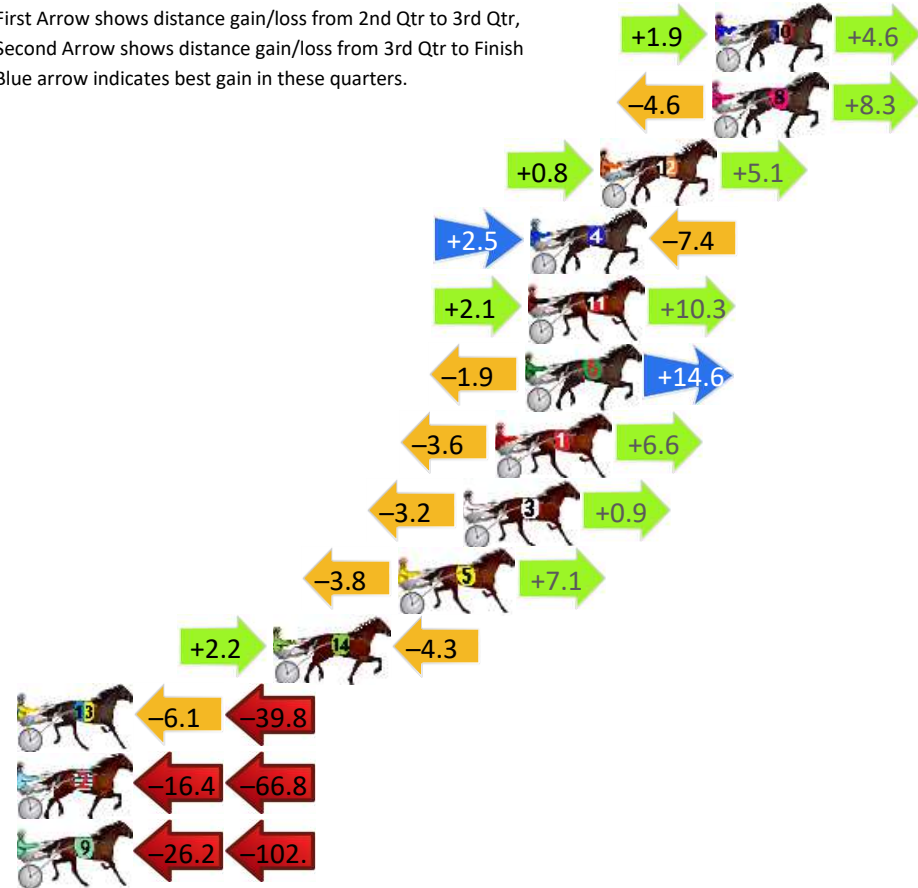 First Arrow shows distance gain/loss from 2nd Qtr to 3rd Qtr,
Second Arrow shows distance gain/loss from 3rd Qtr to Finish
Blue arrow indicates best gain in these quarters.
+1.9 10 +4.6
−4.6 8 +8.3
+0.8 12 +5.1
+2.5 4 −7.4
+2.1 11 +10.3
−1.9 +14.6
−3.6 1 +6.6
−3.2 3 +0.9
−3.8 5 +7.1
+2.2 14 −4.3
13 −6.1 −39.8
2 −16.4 −66.8
9 −26.2 −102.